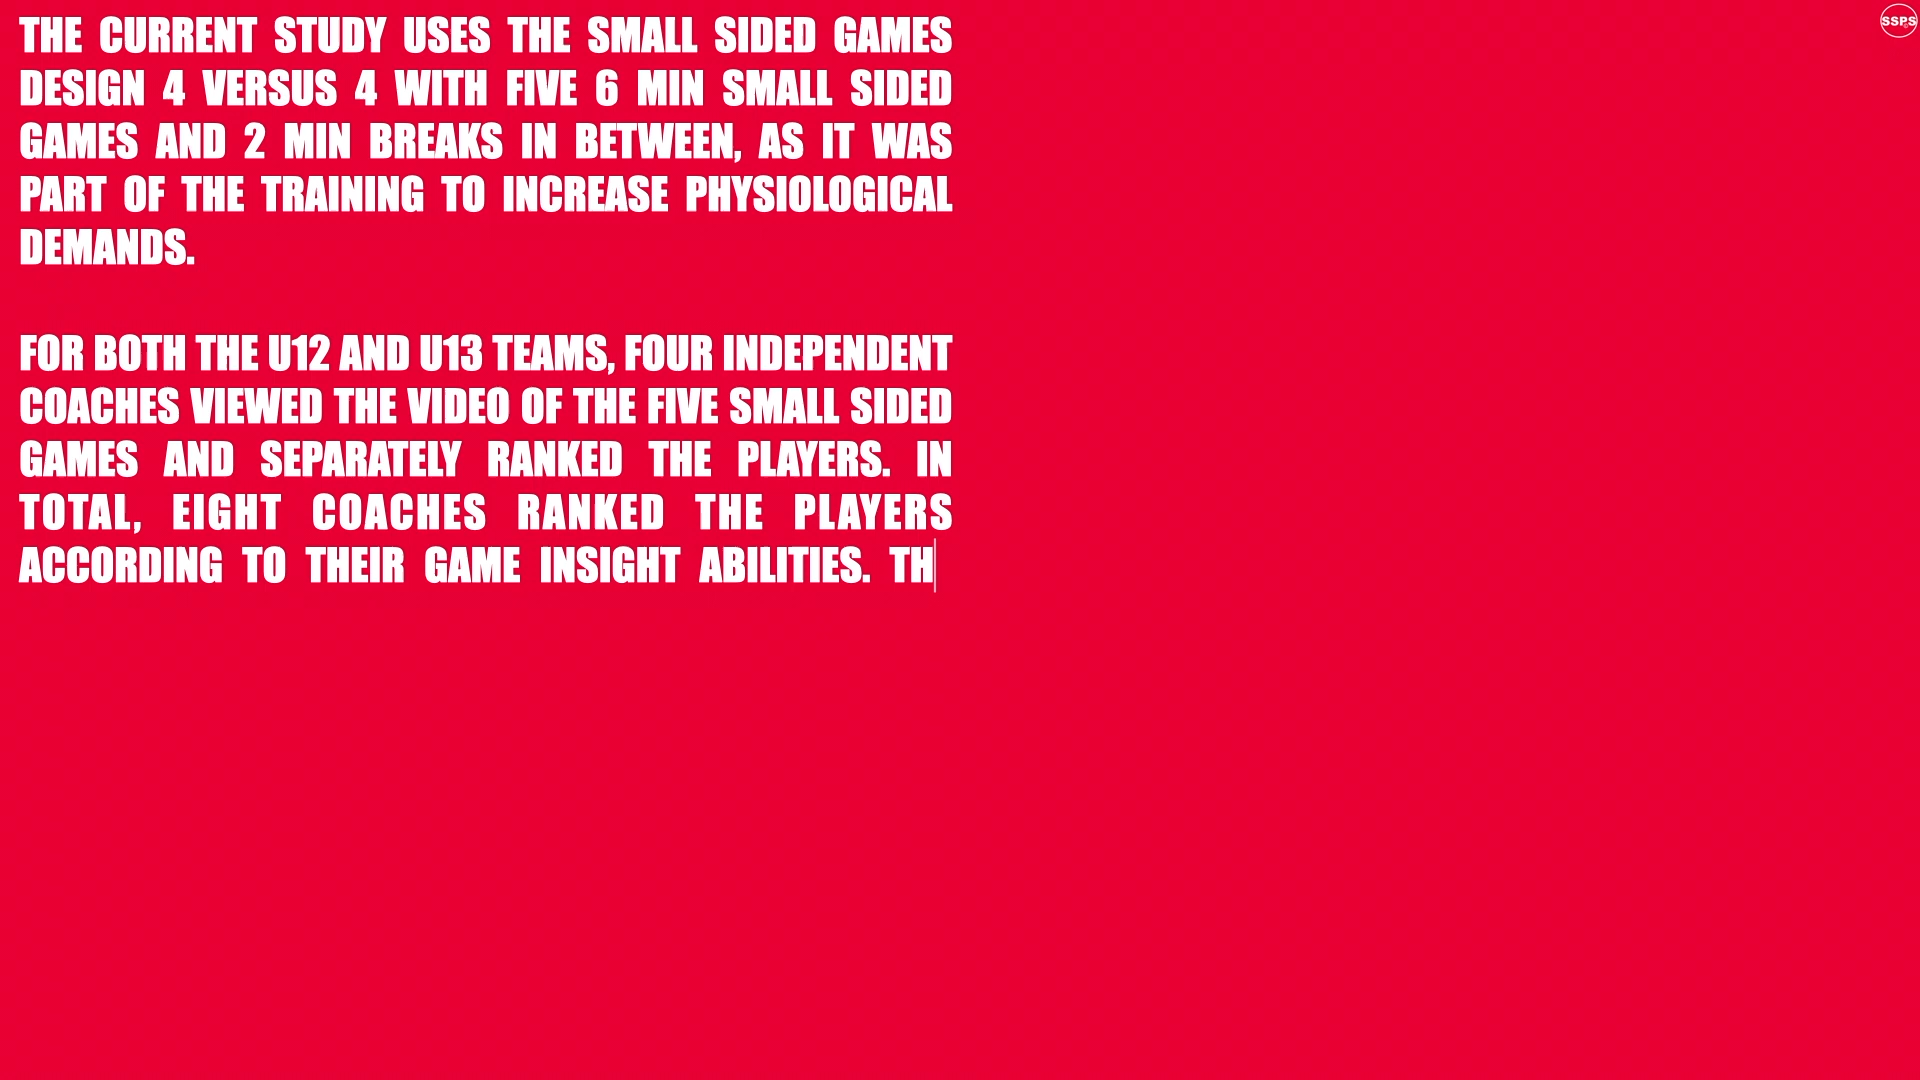 THE CURRENT STUDY USES THE SMALL SIDED GAMES
DESIGN 4 VERSUS 4 WITH FIVE 6 MIN SMALL SIDED
GAMES AND 2 MIN BREAKS IN BETWEEN, AS IT WAS
PART OF THE TRAINING TO INCREASE PHYSIOLOGICAL
DEMANDS.
FOR BOTH THE U12 AND U13 TEAMS, FOUR INDEPENDENT
COACHES VIEWED THE VIDEO OF THE FIVE SMALL SIDED
GAMES AND SEPARATELY RANKED THE PLAYERS. IN
TOTAL, EIGHT COACHES RANKED THE PLAYERS
ACCORDING TO THEIR GAME INSIGHT ABILITIES. TH
SSPS